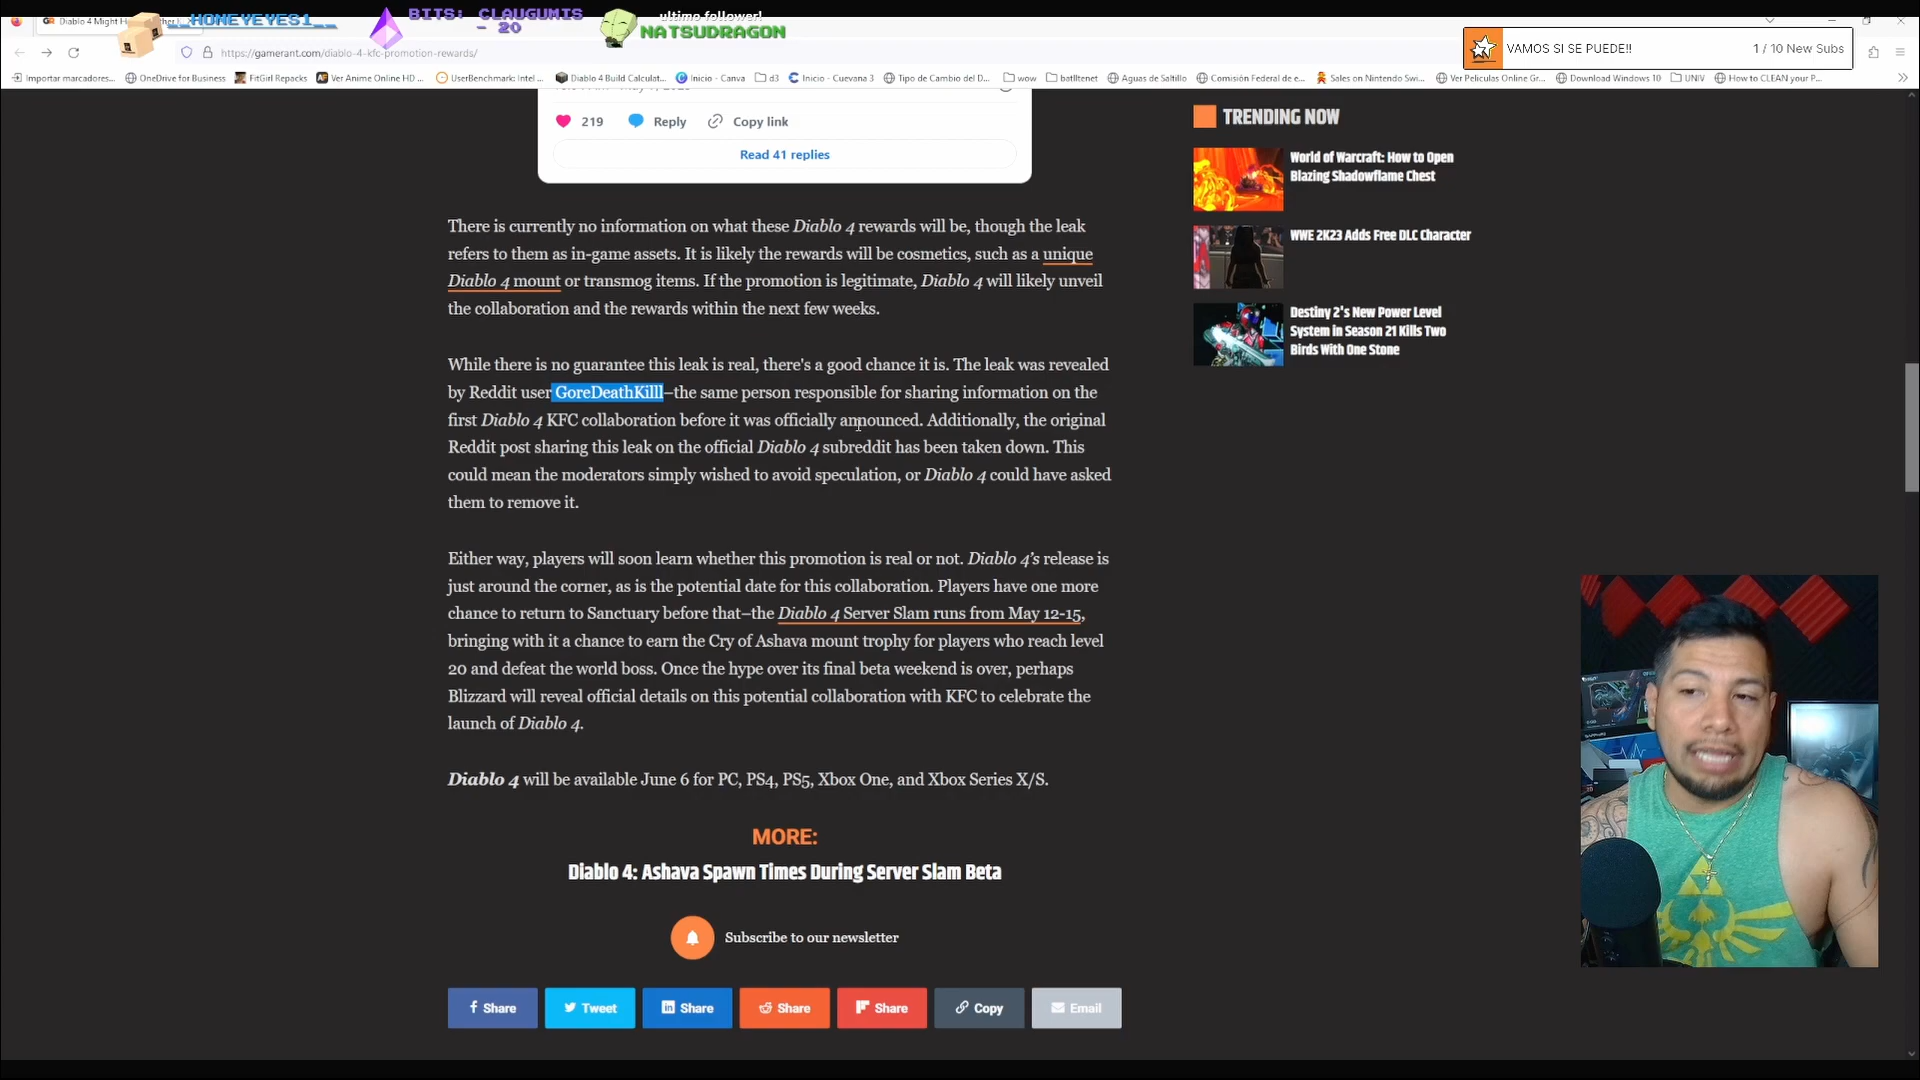 Diablo 4 Might H
__HONEYEYES1__
BITS: CLAUGUMIS
- 20
ultimo follower!
NATSUDRAGON
VAMOS SI SE PUEDE!!
1 / 10 New Subs
https://gamerant.com/diablo-4-kfc-promotion-rewards/
Importar marcadores...
OneDrive for Business
FitGirl Repacks
Ver Anime Online HD ...
UserBenchmark: Intel ...
Diablo 4 Build Calculat...
Inicio - Canva
d3
Inicio - Cuevana 3
Tipo de Cambio del D...
wow
batltenet
Aguas de Saltillo
Comisión Federal de e...
Sales on Nintendo Swi...
Ver Peliculas Online Gr...
Download Windows 10
UNIV
How to CLEAN your P...
219
Reply
Copy link
Read 41 replies
There is currently no information on what these Diablo 4 rewards will be, though the leak
refers to them as in-game assets. It is likely the rewards will be cosmetics, such as a unique
Diablo 4 mount or transmog items. If the promotion is legitimate, Diablo 4 will likely unveil
the collaboration and the rewards within the next few weeks.
While there is no guarantee this leak is real, there's a good chance it is. The leak was revealed
by Reddit user GoreDeathKilll–the same person responsible for sharing information on the
first Diablo 4 KFC collaboration before it was officially announced. Additionally, the original
Reddit post sharing this leak on the official Diablo 4 subreddit has been taken down. This
could mean the moderators simply wished to avoid speculation, or Diablo 4 could have asked
them to remove it.
Either way, players will soon learn whether this promotion is real or not. Diablo 4's release is
just around the corner, as is the potential date for this collaboration. Players have one more
chance to return to Sanctuary before that–the Diablo 4 Server Slam runs from May 12-15,
bringing with it a chance to earn the Cry of Ashava mount trophy for players who reach level
20 and defeat the world boss. Once the hype over its final beta weekend is over, perhaps
Blizzard will reveal official details on this potential collaboration with KFC to celebrate the
launch of Diablo 4.
Diablo 4 will be available June 6 for PC, PS4, PS5, Xbox One, and Xbox Series X/S.
MORE:
Diablo 4: Ashava Spawn Times During Server Slam Beta
Subscribe to our newsletter
Share
Tweet
Share
Share
Share
Copy
Email
TRENDING NOW
World of Warcraft: How to Open
Blazing Shadowflame Chest
WWE 2K23 Adds Free DLC Character
Destiny 2's New Power Level
System in Season 21 Kills Two
Birds With One Stone